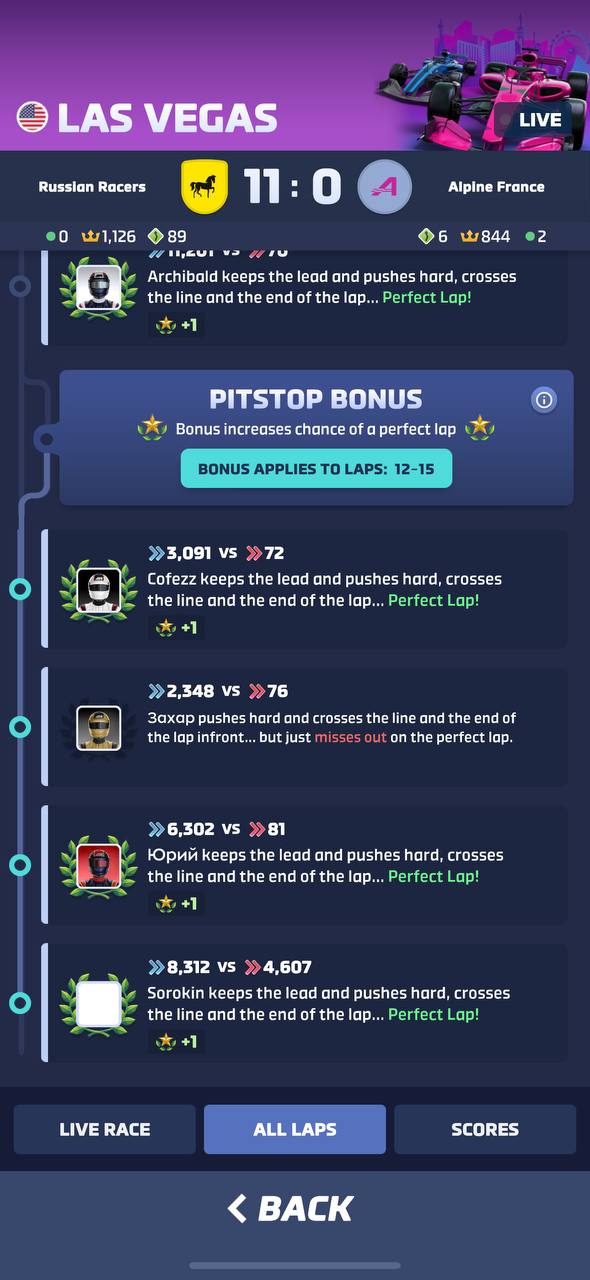 LAS VEGAS
LIVE
Russian Racers
11 : 0
Alpine France
0 1,126 89
6 844 2
11,201 VS 76
Archibald keeps the lead and pushes hard, crosses
the line and the end of the lap... Perfect Lap!
+1
PITSTOP BONUS
Bonus increases chance of a perfect lap
BONUS APPLIES TO LAPS: 12-15
3,091 VS 72
Cofezz keeps the lead and pushes hard, crosses
the line and the end of the lap... Perfect Lap!
+1
2,348 VS 76
Захар pushes hard and crosses the line and the end of
the lap infront... but just misses out on the perfect lap.
6,302 VS 81
Юрий keeps the lead and pushes hard, crosses
the line and the end of the lap... Perfect Lap!
+1
8,312 VS 4,607
Sorokin keeps the lead and pushes hard, crosses
the line and the end of the lap... Perfect Lap!
+1
LIVE RACE
ALL LAPS
SCORES
BACK